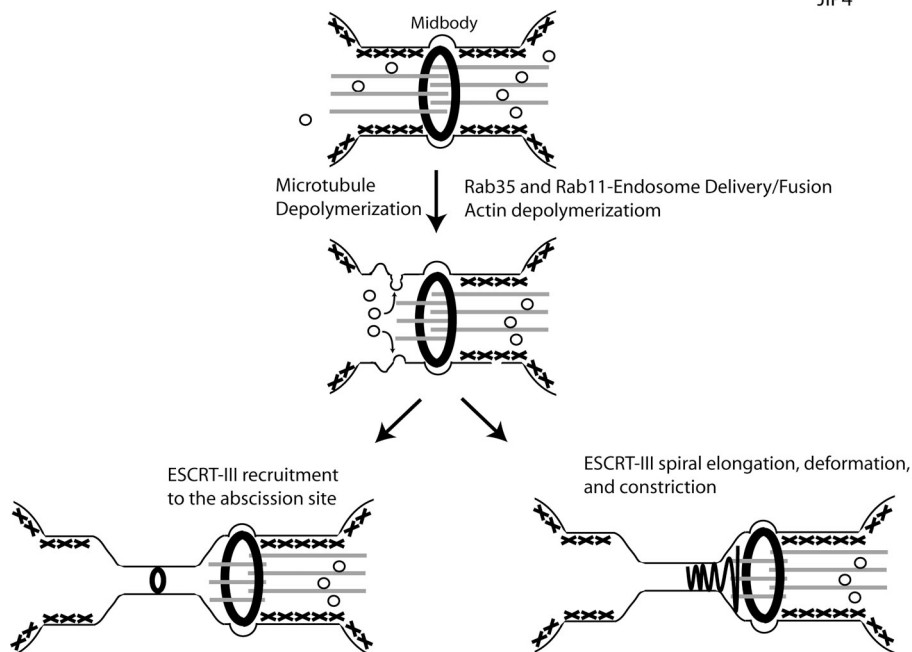 JIP4
Midbody
Microtubule
Depolymerization
Rab35 and Rab11-Endosome Delivery/Fusion
Actin depolymerizatiom
ESCRT-III recruitment
to the abscission site
ESCRT-III spiral elongation, deformation,
and constriction